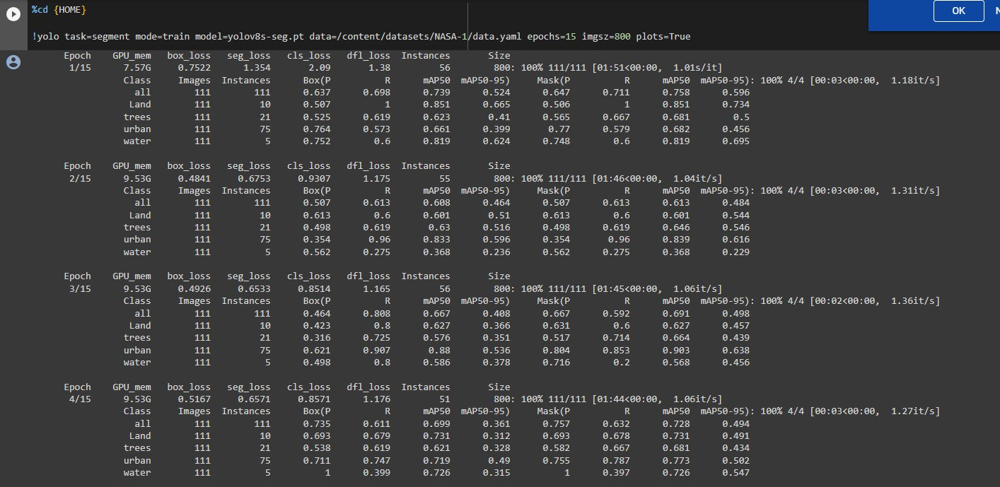 %cd {HOME}
OK
N
!yolo task=segment mode=train model=yolov8s-seg.pt data=/content/datasets/NASA-1/data.yaml epochs=15 imgsz=800 plots=True
Epoch GPU_mem box_loss seg_loss cls_loss dfl_loss Instances Size
1/15 7.57G 0.7522 1.354 2.09 1.38 56 800: 100% 111/111 [01:51<00:00, 1.01s/it]
Class Images Instances Box(P R mAP50 mAP50-95) Mask(P R mAP50 mAP50-95): 100% 4/4 [00:03<00:00, 1.18it/s]
all 111 111 0.637 0.698 0.739 0.524 0.647 0.711 0.758 0.596
Land 111 10 0.507 1 0.851 0.665 0.506 1 0.851 0.734
trees 111 21 0.525 0.619 0.623 0.41 0.565 0.667 0.681 0.5
urban 111 75 0.764 0.573 0.661 0.399 0.77 0.579 0.682 0.456
water 111 5 0.752 0.6 0.819 0.624 0.748 0.6 0.819 0.695
Epoch GPU_mem box_loss seg_loss cls_loss dfl_loss Instances Size
2/15 9.53G 0.4841 0.6753 0.9307 1.175 55 800: 100% 111/111 [01:46<00:00, 1.04it/s]
Class Images Instances Box(P R mAP50 mAP50-95) Mask(P R mAP50 mAP50-95): 100% 4/4 [00:03<00:00, 1.31it/s]
all 111 111 0.507 0.613 0.608 0.464 0.507 0.613 0.613 0.484
Land 111 10 0.613 0.6 0.601 0.51 0.613 0.6 0.601 0.544
trees 111 21 0.498 0.619 0.63 0.516 0.498 0.619 0.646 0.546
urban 111 75 0.354 0.96 0.833 0.596 0.354 0.96 0.839 0.616
water 111 5 0.562 0.275 0.368 0.236 0.562 0.275 0.368 0.229
Epoch GPU_mem box_loss seg_loss cls_loss dfl_loss Instances Size
3/15 9.53G 0.4926 0.6533 0.8514 1.165 56 800: 100% 111/111 [01:45<00:00, 1.06it/s]
Class Images Instances Box(P R mAP50 mAP50-95) Mask(P R mAP50 mAP50-95): 100% 4/4 [00:02<00:00, 1.36it/s]
all 111 111 0.464 0.808 0.667 0.408 0.667 0.592 0.691 0.498
Land 111 10 0.423 0.8 0.627 0.366 0.631 0.6 0.627 0.457
trees 111 21 0.316 0.725 0.576 0.351 0.517 0.714 0.664 0.439
urban 111 75 0.621 0.907 0.88 0.536 0.804 0.853 0.903 0.638
water 111 5 0.498 0.8 0.586 0.378 0.716 0.2 0.568 0.456
Epoch GPU_mem box_loss seg_loss cls_loss dfl_loss Instances Size
4/15 9.53G 0.5167 0.6571 0.8571 1.176 51 800: 100% 111/111 [01:44<00:00, 1.06it/s]
Class Images Instances Box(P R mAP50 mAP50-95) Mask(P R mAP50 mAP50-95): 100% 4/4 [00:03<00:00, 1.27it/s]
all 111 111 0.735 0.611 0.699 0.361 0.757 0.632 0.728 0.494
Land 111 10 0.693 0.679 0.731 0.312 0.693 0.678 0.731 0.491
trees 111 21 0.538 0.619 0.621 0.328 0.582 0.667 0.681 0.434
urban 111 75 0.711 0.747 0.719 0.49 0.755 0.787 0.773 0.502
water 111 5 1 0.399 0.726 0.315 1 0.397 0.726 0.547